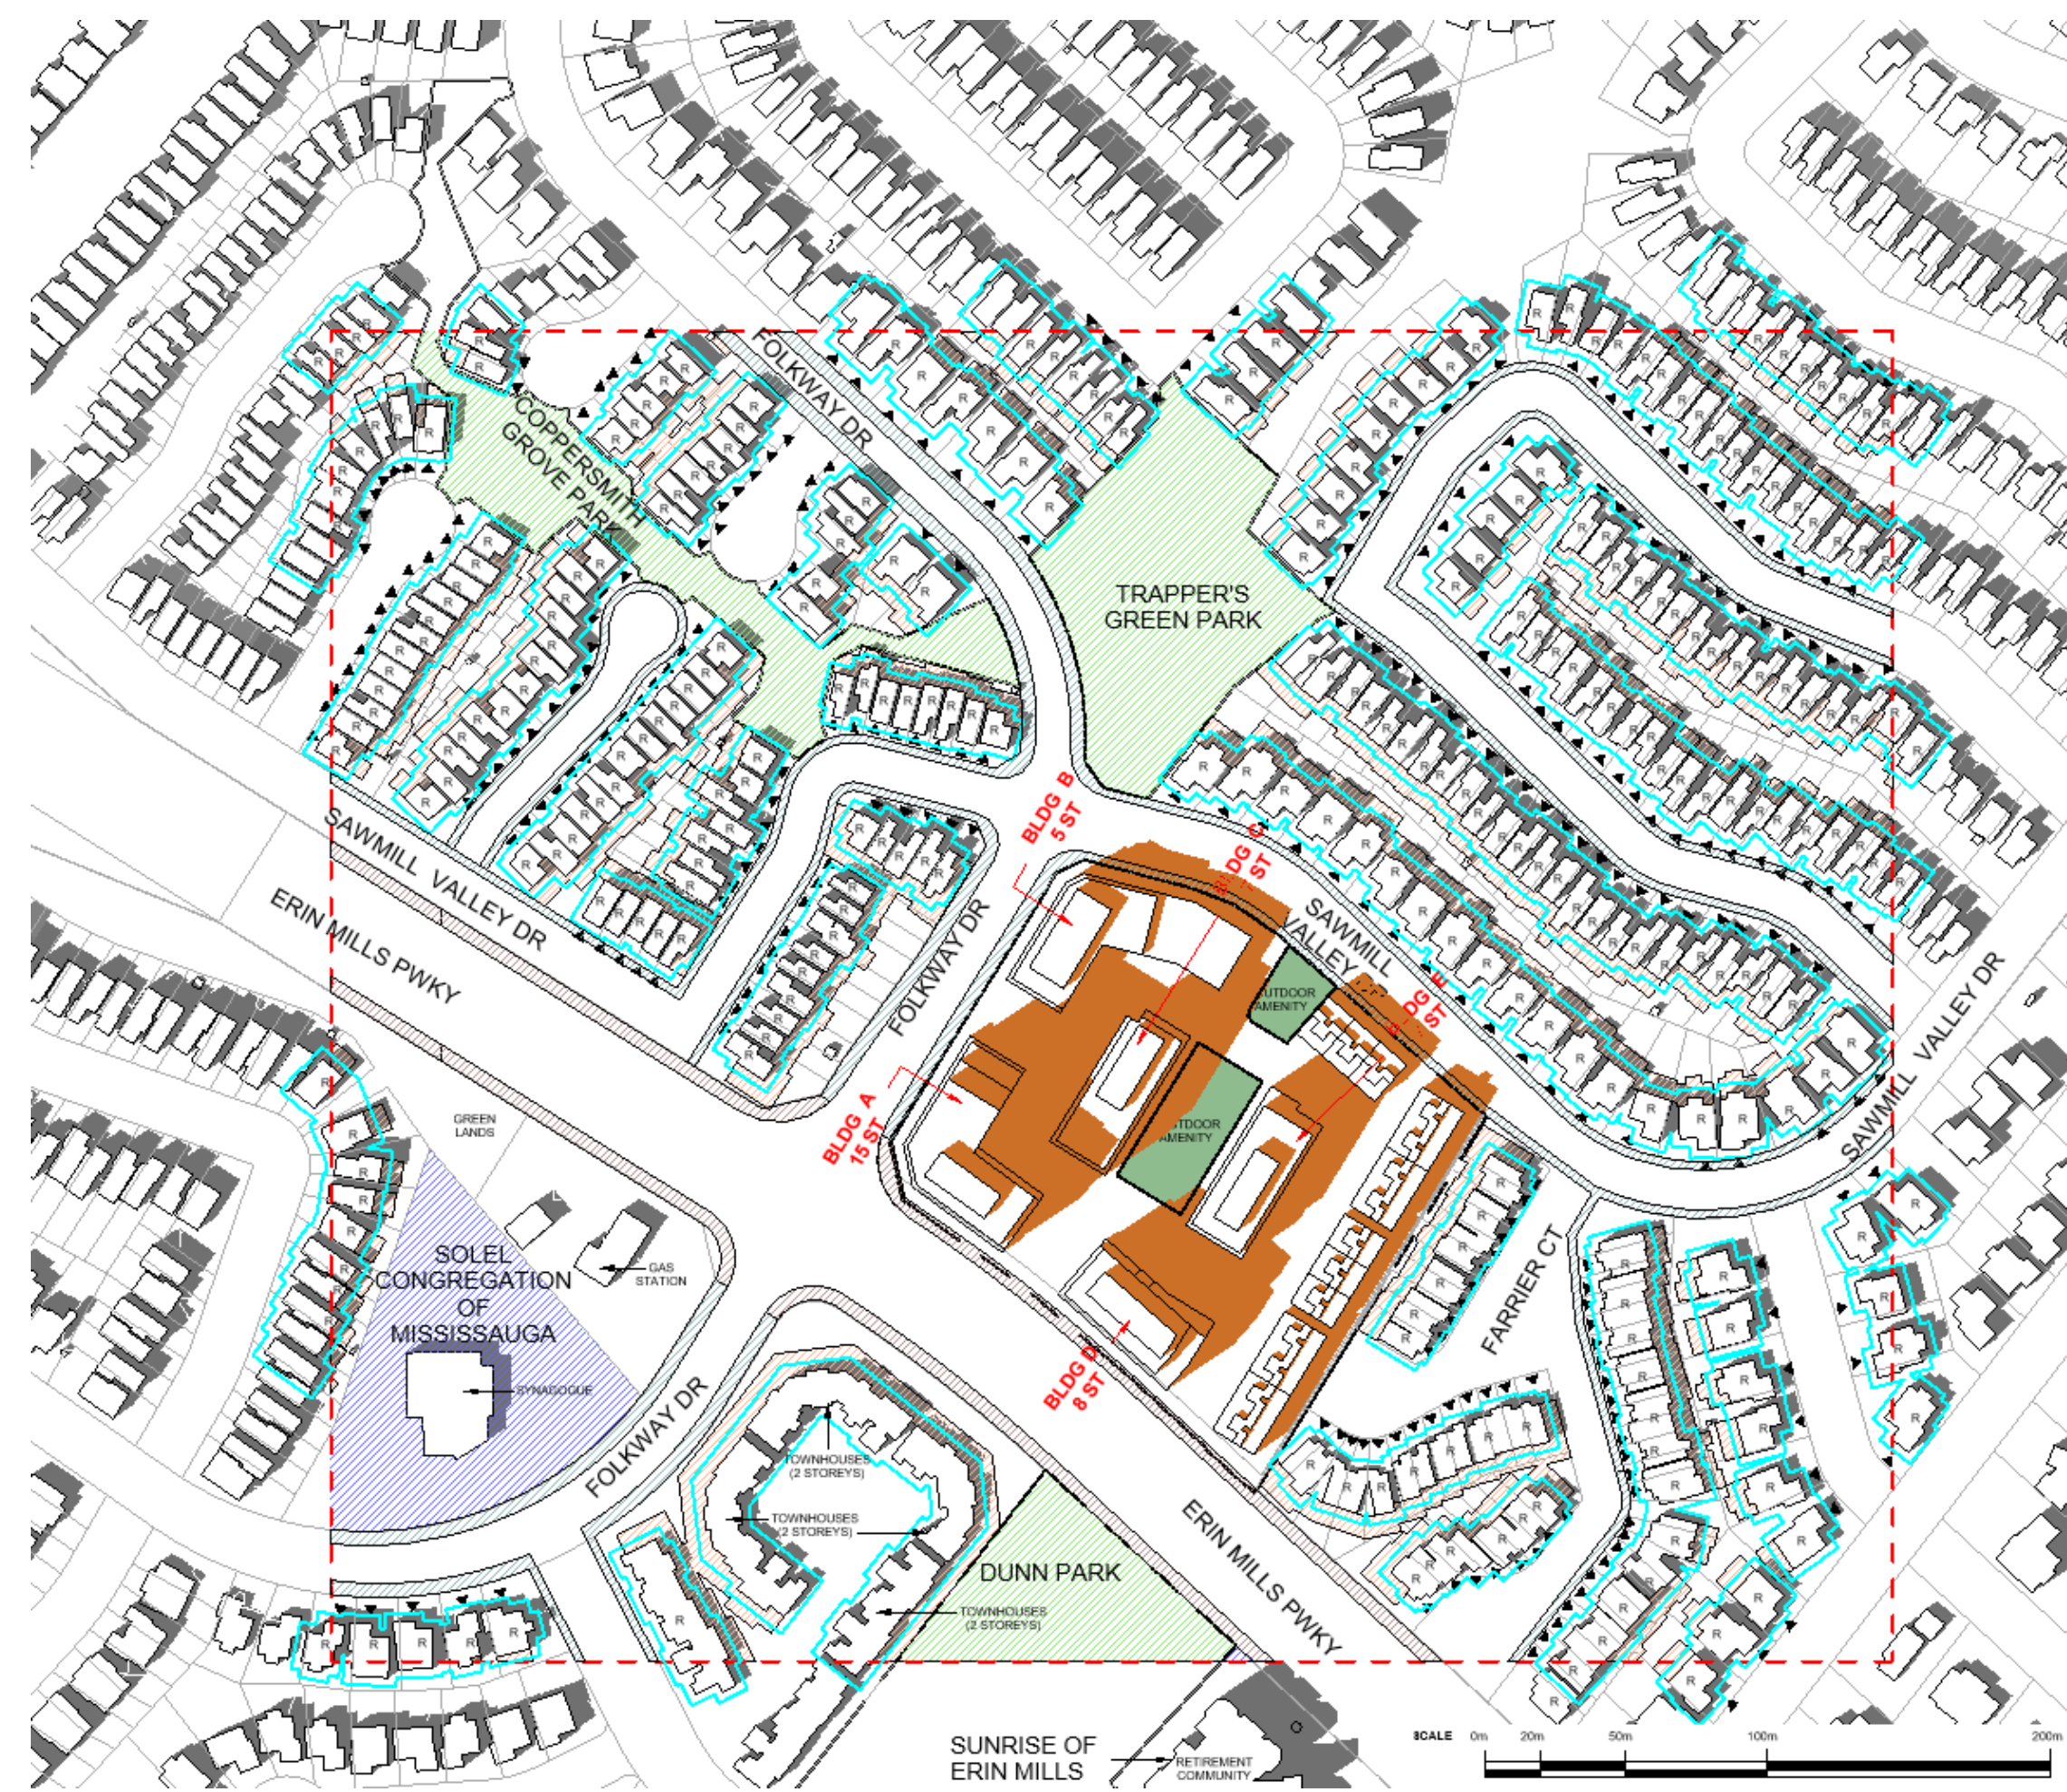 FOLKWAY DR
COPPERSMITH
GROVE PARK
TRAPPER'S
GREEN PARK
SAWMILL VALLEY DR
ERIN MILLS PWKY
FOLKWAY DR
BLDG B
5 ST
BLDG C
ST
SAWMILL
VALLEY
BLDG E
ST
OUTDOOR
AMENITY
OUTDOOR
AMENITY
BLDG A
15 ST
BLDG D
8 ST
SAWMILL VALLEY DR
FARRIER CT
GREEN
LANDS
SOLEL
CONGREGATION
OF
MISSISSAUGA
GAS
STATION
SYNAGOGUE
FOLKWAY DR
TOWNHOUSES
(2 STOREYS)
TOWNHOUSES
(2 STOREYS)
DUNN PARK
TOWNHOUSES
(2 STOREYS)
ERIN MILLS PWKY
SUNRISE OF
ERIN MILLS
RETIREMENT
COMMUNITY
SCALE 0m 20m 50m 100m 200m